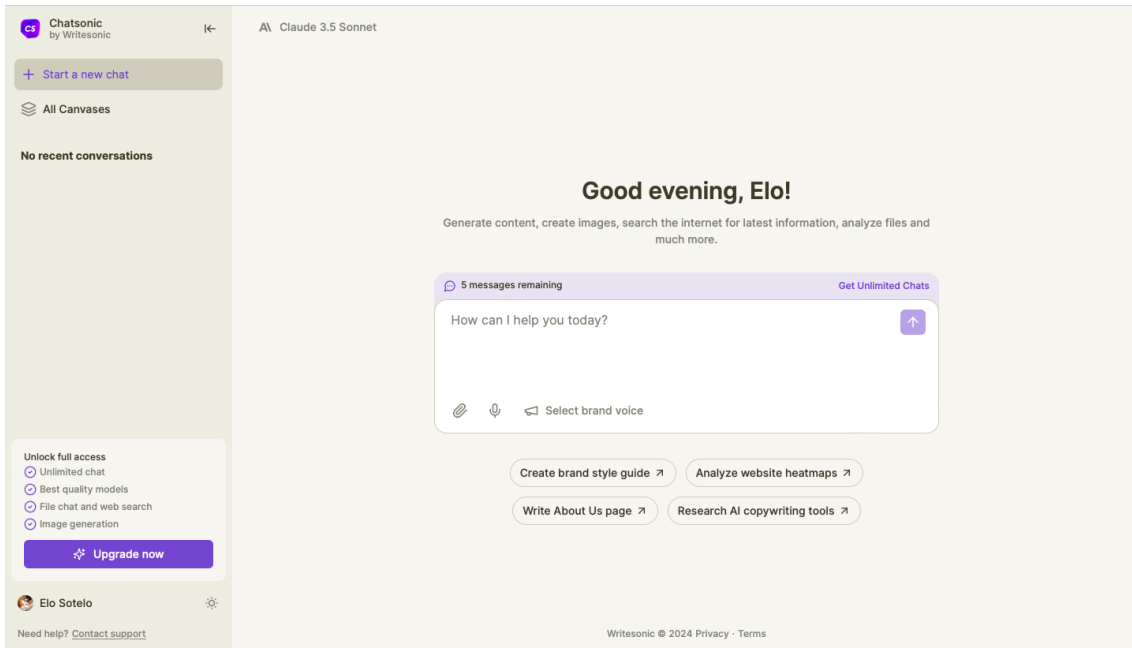 CS
Chatsonic
by Writesonic
Start a new chat
All Canvases
No recent conversations
Unlock full access
Unlimited chat
Best quality models
File chat and web search
Image generation
Upgrade now
Elo Sotelo
Need help? Contact support
Claude 3.5 Sonnet
Good evening, Elo!
Generate content, create images, search the internet for latest information, analyze files and
much more.
5 messages remaining
Get Unlimited Chats
How can I help you today?
Select brand voice
Create brand style guide
Analyze website heatmaps
Write About Us page
Research AI copywriting tools
Writesonic © 2024 Privacy · Terms